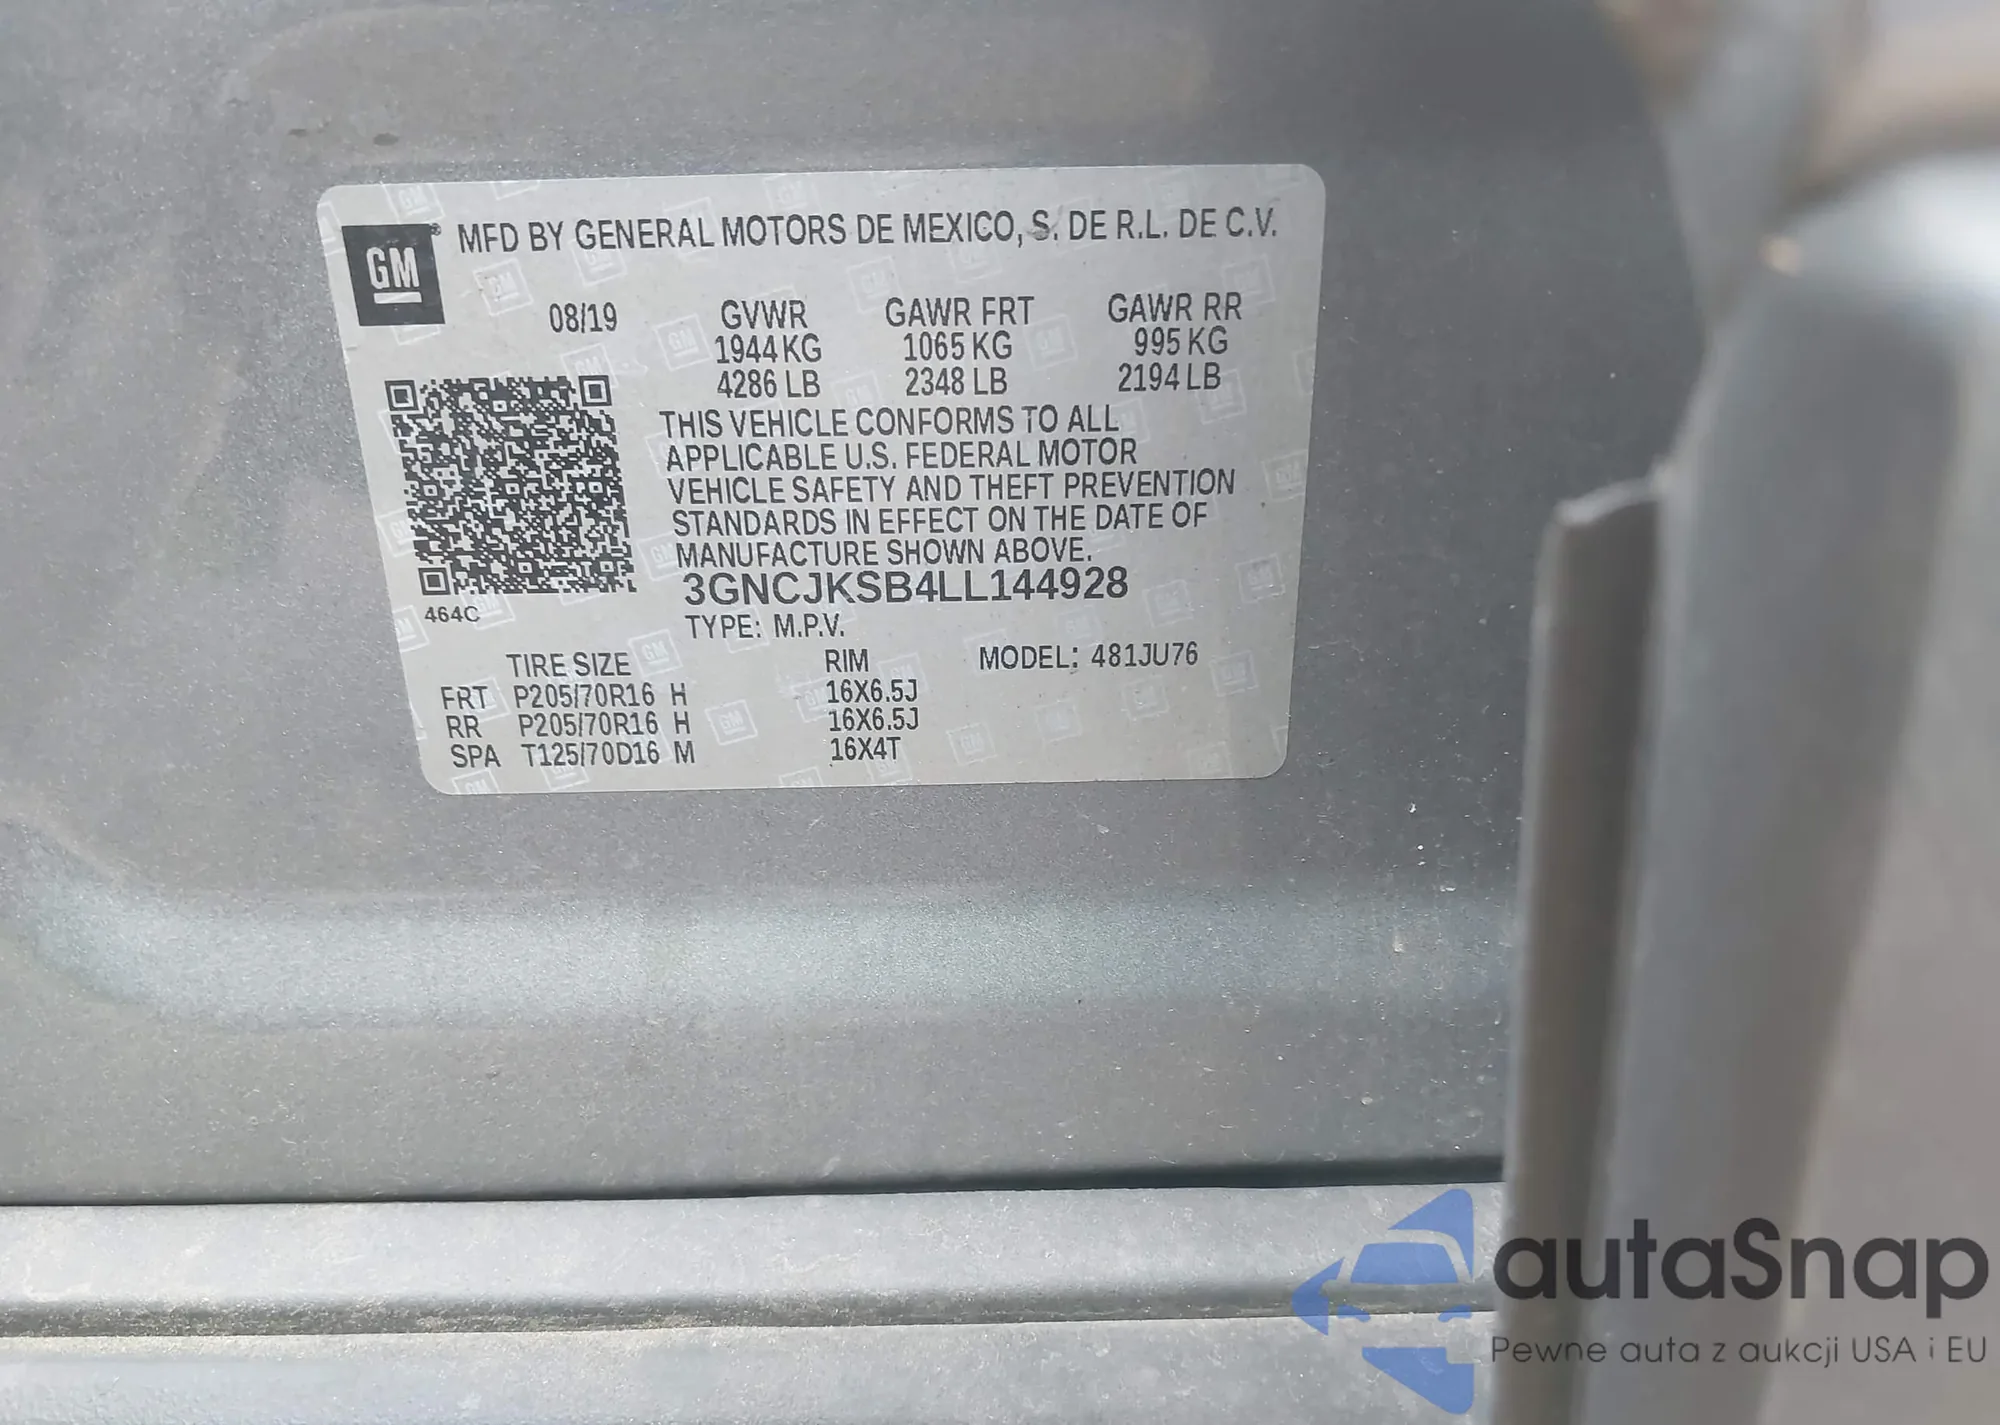 GM®
MFD BY GENERAL MOTORS DE MEXICO, S. DE R.L. DE C.V.
08/19 GVWR GAWR FRT GAWR RR
1944 KG 1065 KG 995 KG
4286 LB 2348 LB 2194 LB
THIS VEHICLE CONFORMS TO ALL
APPLICABLE U.S. FEDERAL MOTOR
VEHICLE SAFETY AND THEFT PREVENTION
STANDARDS IN EFFECT ON THE DATE OF
MANUFACTURE SHOWN ABOVE.
3GNCJKSB4LL144928
464C
TYPE: M.P.V.
TIRE SIZE RIM MODEL: 481JU76
FRT P205/70R16 H 16X6.5J
RR P205/70R16 H 16X6.5J
SPA T125/70D16 M 16X4T
autaSnap
Pewne auta z aukcji USA i EU